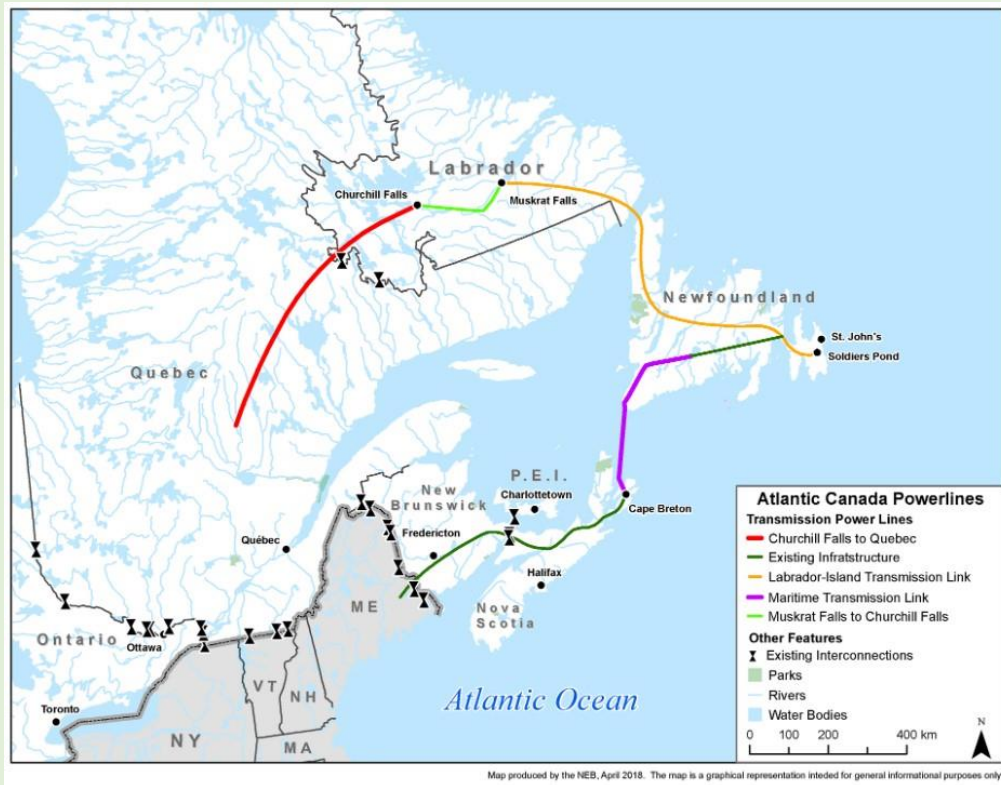 Labrador
Churchill Falls
Muskrat Falls
Newfoundland
St. John's
Soldiers Pond
Quebec
P.E.I.
Charlottetown
New
Brunswick
Cape Breton
Fredericton
Québec
Halifax
ME
Nova
Scotia
Ontario
Ottawa
VT
NH
Toronto
Atlantic Ocean
NY
MA
Atlantic Canada Powerlines
Transmission Power Lines
Churchill Falls to Quebec
Existing Infratstructure
Labrador-Island Transmission Link
Maritime Transmission Link
Muskrat Falls to Churchill Falls
Other Features
Existing Interconnections
Parks
Rivers
Water Bodies
0 100 200 400 km
N
Map produced by the NEB, April 2018. The map is a graphical representation inteded for general informational purposes only